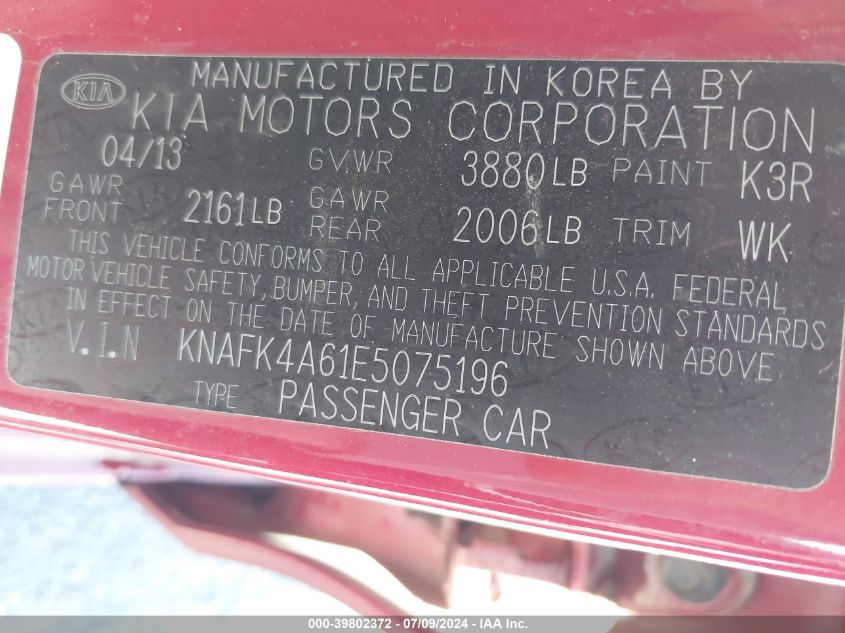 MANUFACTURED IN KOREA BY
KIA
KIA MOTORS CORPORATION
04/13 GVWR 3880LB PAINT K3R
GAWR FRONT 2161LB GAWR REAR 2006LB TRIM WK
THIS VEHICLE CONFORMS TO ALL APPLICABLE U.S.A. FEDERAL
MOTOR VEHICLE SAFETY, BUMPER, AND THEFT PREVENTION STANDARDS
IN EFFECT ON THE DATE OF MANUFACTURE SHOWN ABOVE
V.I.N KNAFK4A61E5075196
TYPE PASSENGER CAR
000-39802372 - 07/09/2024 - IAA Inc.